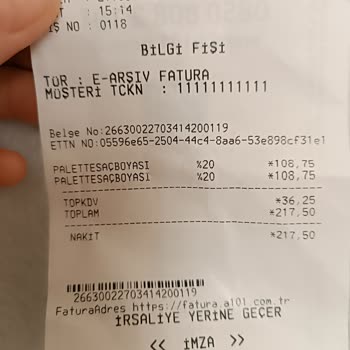 : 15:14
İŞ NO : 0118
BİLGİ FİŞİ
TÜR : E-ARŞİV FATURA
MÜŞTERİ TCKN : 11111111111
Belge No:26630022703414200119
ETTN NO:05596e65-2504-44c4-8aa6-53e898cf31e1
PALETTESAÇBOYASI %20 *108,75
PALETTESAÇBOYASI %20 *108,75
TOPKDV *36,25
TOPLAM *217,50
NAKİT *217,50
26630022703414200119
FaturaAdres https://fatura.a101.com.tr
İRSALİYE YERİNE GEÇER
<< İMZA >>